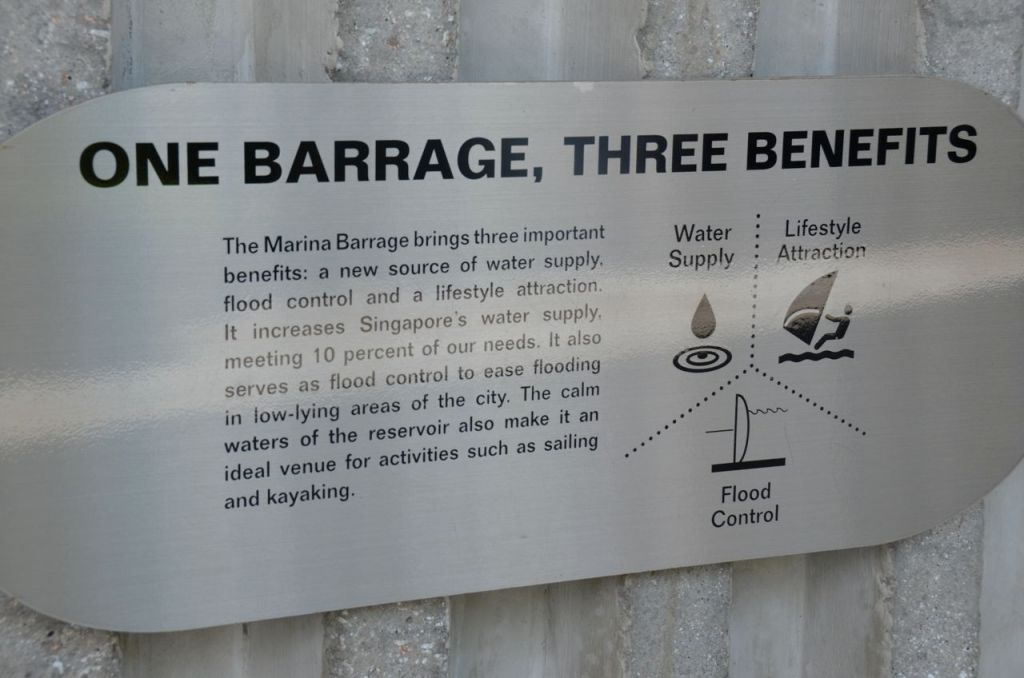 ONE BARRAGE, THREE BENEFITS
The Marina Barrage brings three important
benefits: a new source of water supply,
flood control and a lifestyle attraction.
It increases Singapore's water supply,
meeting 10 percent of our needs. It also
serves as flood control to ease flooding
in low-lying areas of the city. The calm
waters of the reservoir also make it an
ideal venue for activities such as sailing
and kayaking.
Water
Supply
Lifestyle
Attraction
Flood
Control